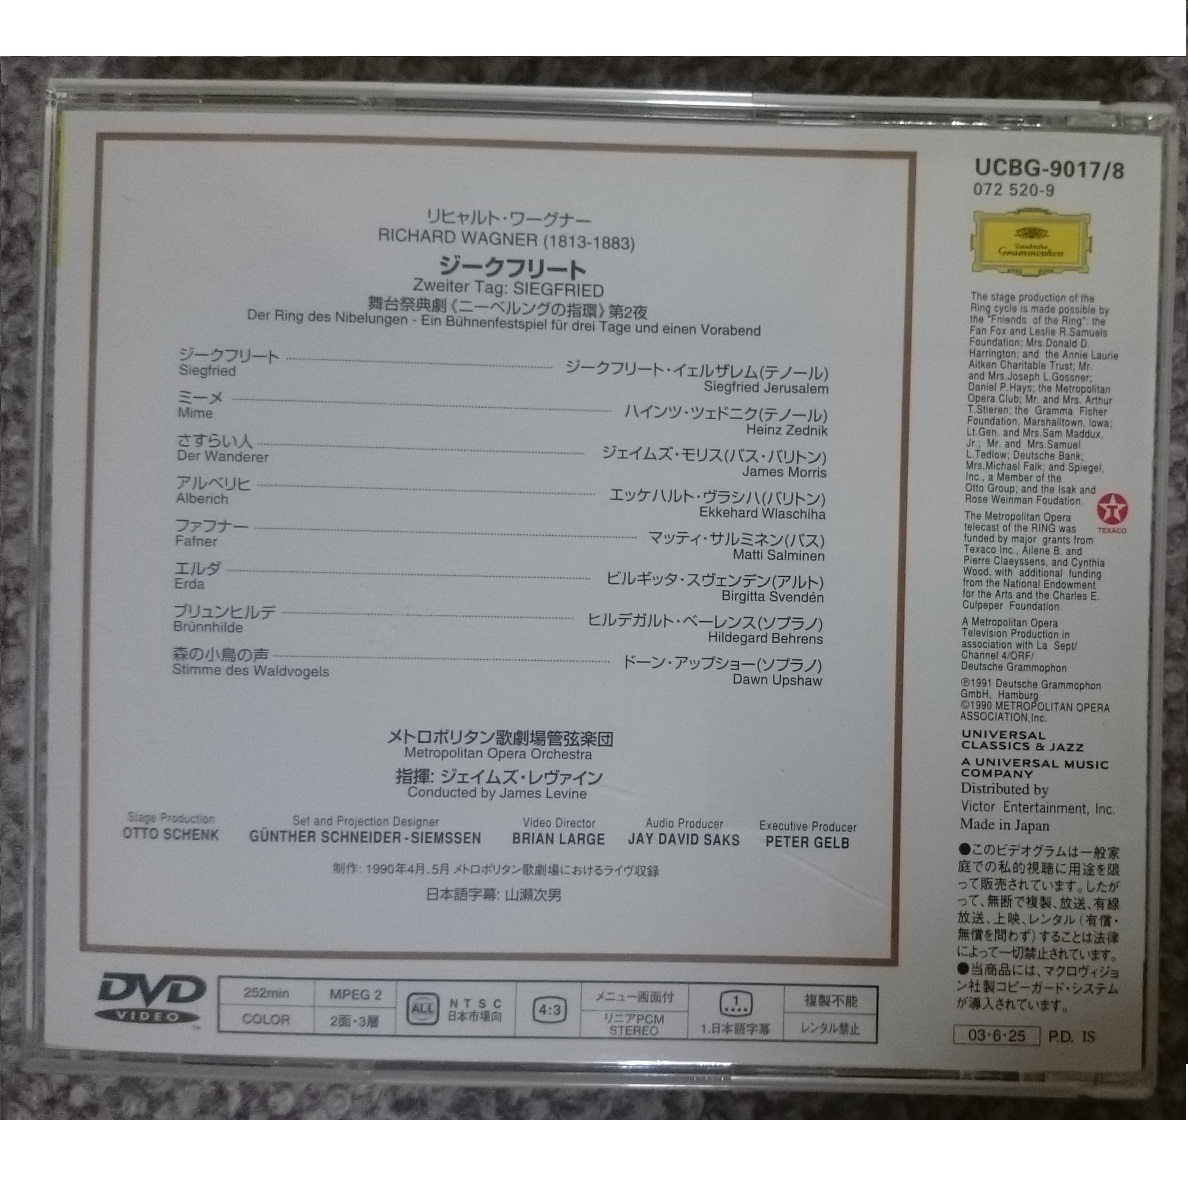 リヒャルト・ワーグナー
RICHARD WAGNER (1813-1883)
ジークフリート
Zweiter Tag: SIEGFRIED
舞台祭典劇《ニーベルングの指環》第2夜
Der Ring des Nibelungen - Ein Bühnenfestspiel für drei Tage und einen Vorabend
ジークフリート ジークフリート・イェルザレム(テノール)
Siegfried Siegfried Jerusalem
ミーメ ハインツ・ツェドニク(テノール)
Mime Heinz Zednik
さすらい人 ジェイムズ・モリス(バス・バリトン)
Der Wanderer James Morris
アルベリヒ エッケハルト・ヴラシハ(バリトン)
Alberich Ekkehard Wlaschiha
ファフナー マッティ・サルミネン(バス)
Fafner Matti Salminen
エルダ ビルギッタ・スヴェンデン(アルト)
Erda Birgitta Svendén
ブリュンヒルデ ヒルデガルト・ベーレンス(ソプラノ)
Brünnhilde Hildegard Behrens
森の小鳥の声 ドーン・アップショー(ソプラノ)
Stimme des Waldvogels Dawn Upshaw
メトロポリタン歌劇場管弦楽団
Metropolitan Opera Orchestra
指揮: ジェイムズ・レヴァイン
Conducted by James Levine
Stage Production
OTTO SCHENK
Set and Projection Designer
GÜNTHER SCHNEIDER-SIEMSSEN
Video Director
BRIAN LARGE
Audio Producer
JAY DAVID SAKS
Executive Producer
PETER GELB
制作: 1990年4月、5月 メトロポリタン歌劇場におけるライヴ収録
日本語字幕: 山瀬次男
DVD
VIDEO
252min
COLOR
MPEG 2
2面・3層
ALL
NTSC
日本市場向
4:3
メニュー画面付
リニアPCM
STEREO
1
1.日本語字幕
複製不能
レンタル禁止
UCBG-9017/8
072 520-9
Deutsche
Grammophon
The stage production of the
Ring cycle is made possible by
the "Fniends of the Ring": the
Fan Fox and Leslie R.Samuels
Foundation; Mrs.Donald D.
Harrington; and the Annie Laurie
Aitken Charitable Trust; Mr.
and Mrs.Joseph L.Gossner;
Daniel P.Hays; the Metropolitan
Opera Club; Mr. and Mrs. Arthur
T.Stieren; the Gramma Fisher
Foundation, Marshalltown, Iowa;
Lt.Gen. and Mrs.Sam Maddux,
Jr.; Mr. and Mrs.Samuel
L.Tedlow; Deutsche Bank,
Mrs.Michael Falk; and Spiegel,
Inc., a Member of the
Otto Group; and the Isak and
Rose Weinman Foudation.
TEXACO
The Metropolitan Opera
telecast of the RING was
funded by major grants from
Texaco Inc., Ailene B. and
Pierre Claeyssens, and Cynthia
Wood, with additional funding
from the National Endowment
for the Arts and the Charles E.
Culpeper Foundation.
A Metropolitan Opera
Television Production in
association with La Sept/
Channel 4/ORF/
Deutsche Grammophon
℗1991 Deutsche Grammophon
GmbH, Hamburg
©1990 METROPOLITAN OPERA
ASSOCIATION,Inc.
UNIVERSAL
CLASSICS & JAZZ
A UNIVERSAL MUSIC
COMPANY
Distributed by
Victor Entertainment, Inc.
Made in Japan
●このビデオグラムは一般家
庭での私的視聴に用途を限
って販売されています。したが
って、無断で複製、放送、有線
放送、上映、レンタル(有償・
無償を問わず)することは法律
によって一切禁止されています。
●当商品には、マクロヴィジョ
ン社製コピーガード・システム
が導入されています。
03・6・25 P.D. IS